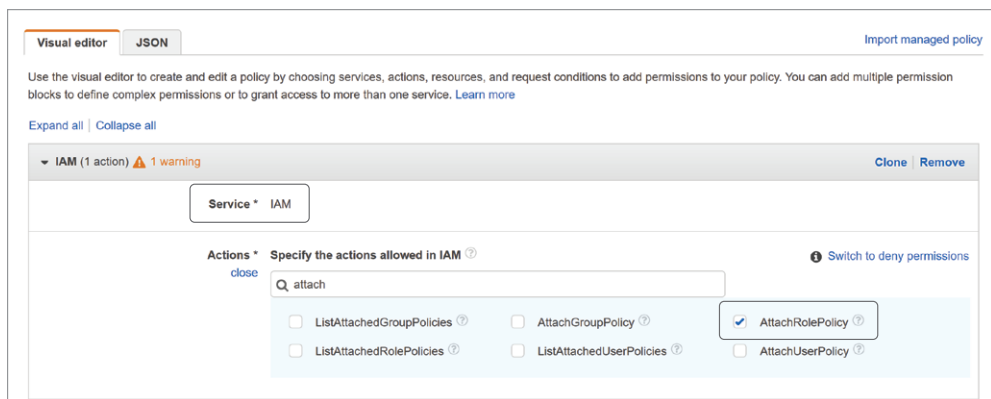 Visual editor JSON Import managed policy
Use the visual editor to create and edit a policy by choosing services, actions, resources, and request conditions to add permissions to your policy. You can add multiple permission
blocks to define complex permissions or to grant access to more than one service. Learn more
Expand all | Collapse all
IAM (1 action) 1 warning Clone | Remove
Service * IAM
Actions * Specify the actions allowed in IAM ? Switch to deny permissions
close
attach
ListAttachedGroupPolicies ? AttachGroupPolicy ? AttachRolePolicy ?
ListAttachedRolePolicies ? ListAttachedUserPolicies ? AttachUserPolicy ?